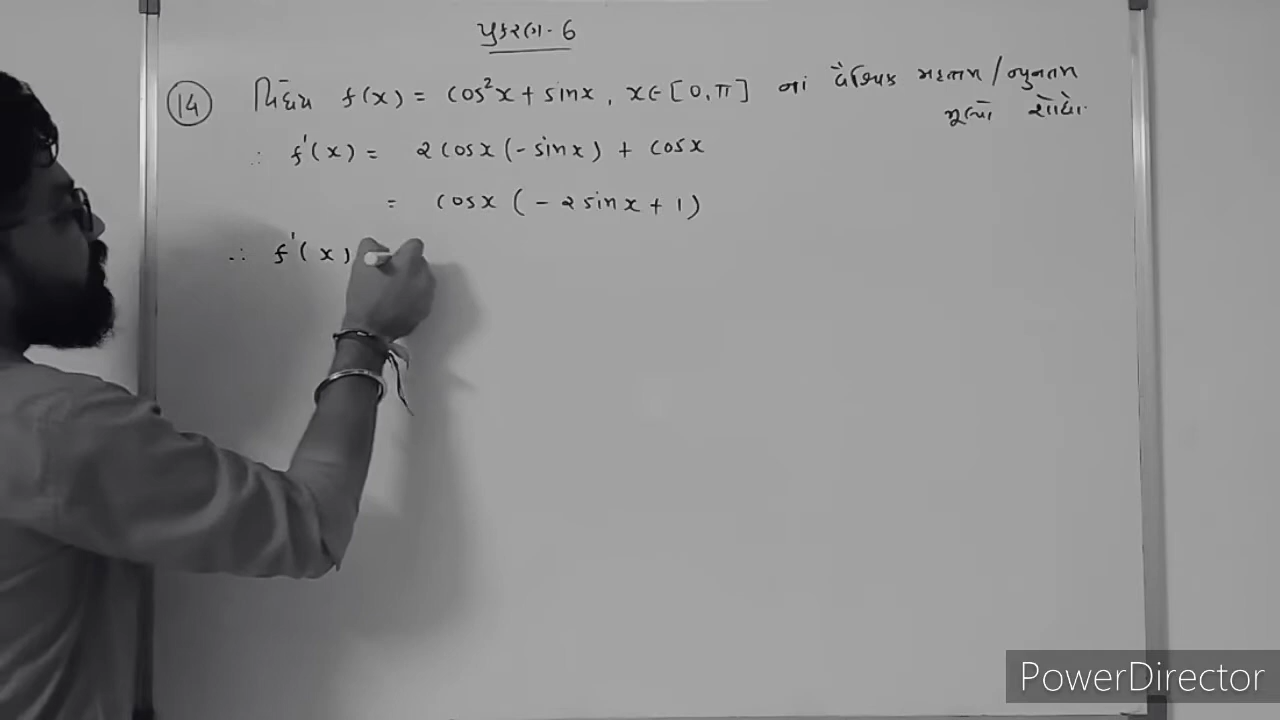 પ્રકરણ - 6
14 વિધેય f(x) = cos²x + sinx, x∈[0,π] નાં વૈશ્વિક મહત્તમ / ન્યૂનતમ
મૂલ્યો શોધો.
∴ f'(x) = 2cosx(-sinx) + cosx
= cosx (-2sinx + 1)
∴ f'(x)
PowerDirector